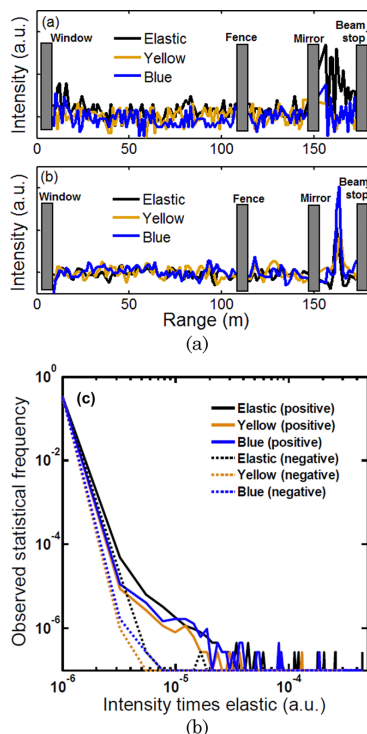 (a)
Window
Elastic
Yellow
Blue
Fence
Mirror
Beam
stop
Intensity (a.u.)
0
50
100
150
(b)
Window
Elastic
Yellow
Blue
Fence
Mirror
Beam
stop
Intensity (a.u.)
0
50
100
150
Range (m)
(a)
(c)
Elastic (positive)
Yellow (positive)
Blue (positive)
Elastic (negative)
Yellow (negative)
Blue (negative)
Observed statistical frequency
10^0
10^-2
10^-4
10^-6
10^-6
10^-5
10^-4
Intensity times elastic (a.u.)
(b)